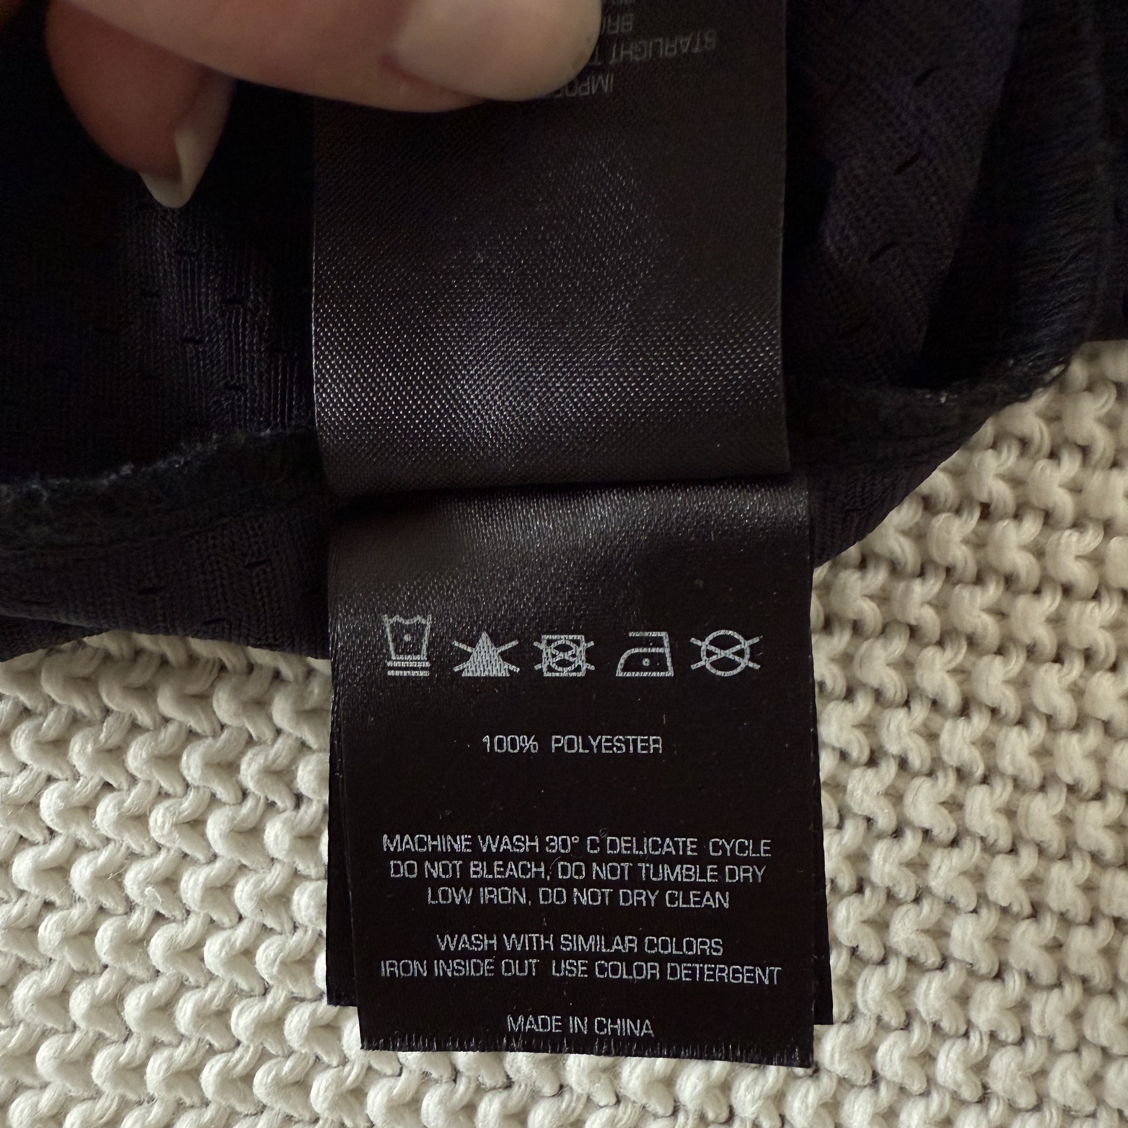 STARLIGHT
100% POLYESTER
MACHINE WASH 30° C DELICATE CYCLE
DO NOT BLEACH, DO NOT TUMBLE DRY
LOW IRON, DO NOT DRY CLEAN
WASH WITH SIMILAR COLORS
IRON INSIDE OUT USE COLOR DETERGENT
MADE IN CHINA